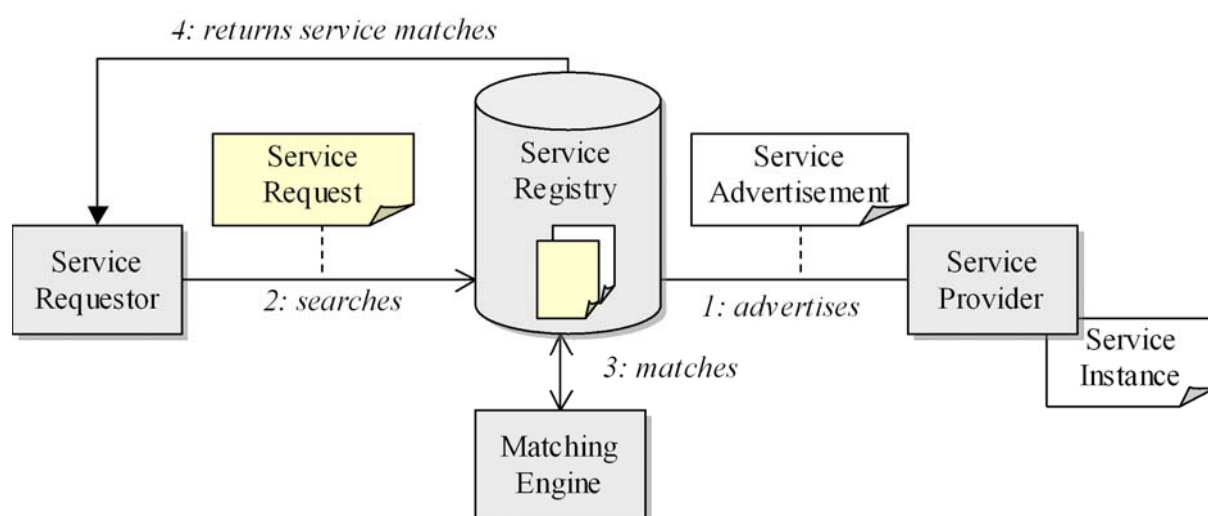 4: returns service matches
Service
Request
Service
Registry
Service
Advertisement
Service
Requestor
2: searches
1: advertises
Service
Provider
3: matches
Service
Instance
Matching
Engine